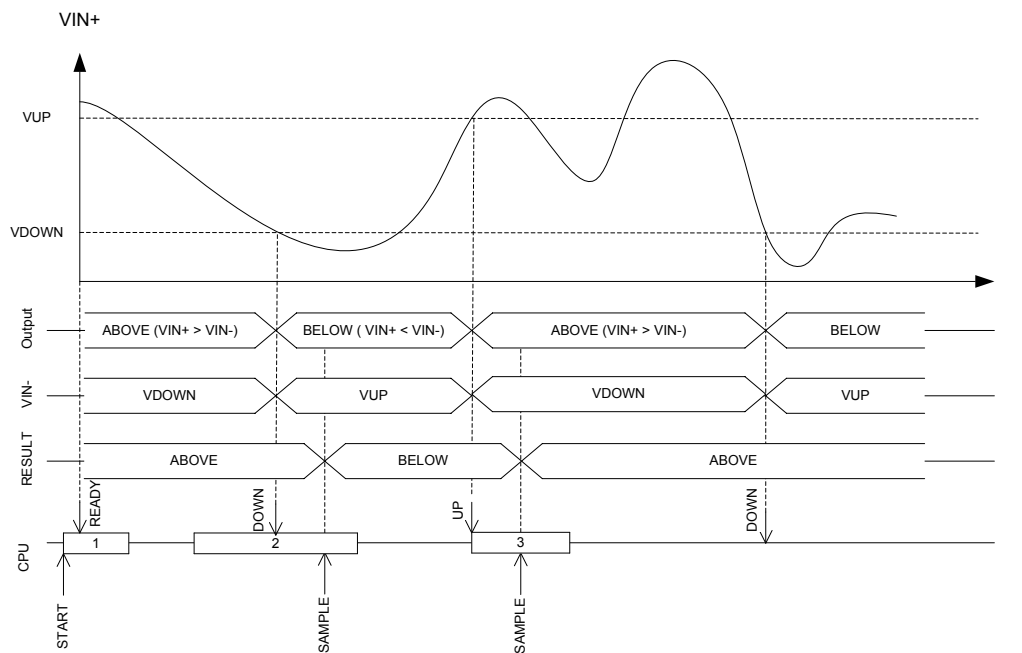 VIN+
VUP
VDOWN
Output
ABOVE (VIN+ > VIN-)
BELOW ( VIN+ < VIN-)
ABOVE (VIN+ > VIN-)
BELOW
VIN-
VDOWN
VUP
VDOWN
VUP
RESULT
ABOVE
BELOW
ABOVE
READY
DOWN
UP
DOWN
CPU
1
2
3
START
SAMPLE
SAMPLE